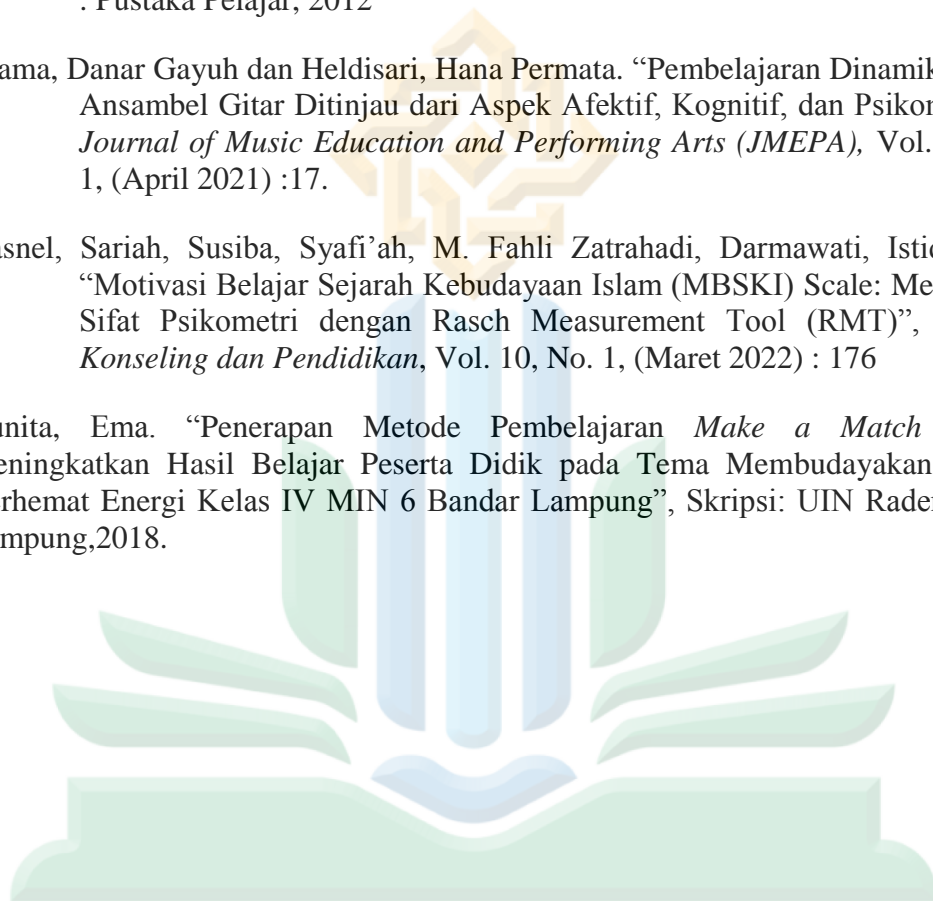 : Pustaka Pelajar, 2012
ama, Danar Gayuh dan Heldisari, Hana Permata. “Pembelajaran Dinamik
Ansambel Gitar Ditinjau dari Aspek Afektif, Kognitif, dan Psikon
Journal of Music Education and Performing Arts (JMEPA), Vol.
1, (April 2021) :17.
asnel, Sariah, Susiba, Syafi’ah, M. Fahli Zatrahadi, Darmawati, Istic
“Motivasi Belajar Sejarah Kebudayaan Islam (MBSKI) Scale: Me
Sifat Psikometri dengan Rasch Measurement Tool (RMT)”,
Konseling dan Pendidikan, Vol. 10, No. 1, (Maret 2022) : 176
unita, Ema. “Penerapan Metode Pembelajaran Make a Match
eningkatkan Hasil Belajar Peserta Didik pada Tema Membudayakan
erhemat Energi Kelas IV MIN 6 Bandar Lampung”, Skripsi: UIN Rader
mpung,2018.